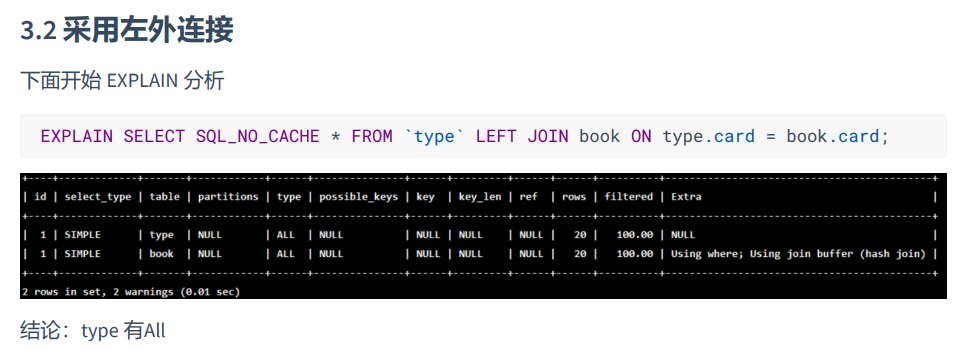 3.2 采用左外连接
下面开始 EXPLAIN 分析
EXPLAIN SELECT SQL_NO_CACHE * FROM `type` LEFT JOIN book ON type.card = book.card;
+----+-------------+-------+------------+------+---------------+------+---------+------+------+----------+--------------------------------------------+
| id | select_type | table | partitions | type | possible_keys | key | key_len | ref | rows | filtered | Extra |
+----+-------------+-------+------------+------+---------------+------+---------+------+------+----------+--------------------------------------------+
| 1 | SIMPLE | type | NULL | ALL | NULL | NULL | NULL | NULL | 20 | 100.00 | NULL |
| 1 | SIMPLE | book | NULL | ALL | NULL | NULL | NULL | NULL | 20 | 100.00 | Using where; Using join buffer (hash join) |
+----+-------------+-------+------------+------+---------------+------+---------+------+------+----------+--------------------------------------------+
2 rows in set, 2 warnings (0.01 sec)
结论：type 有All